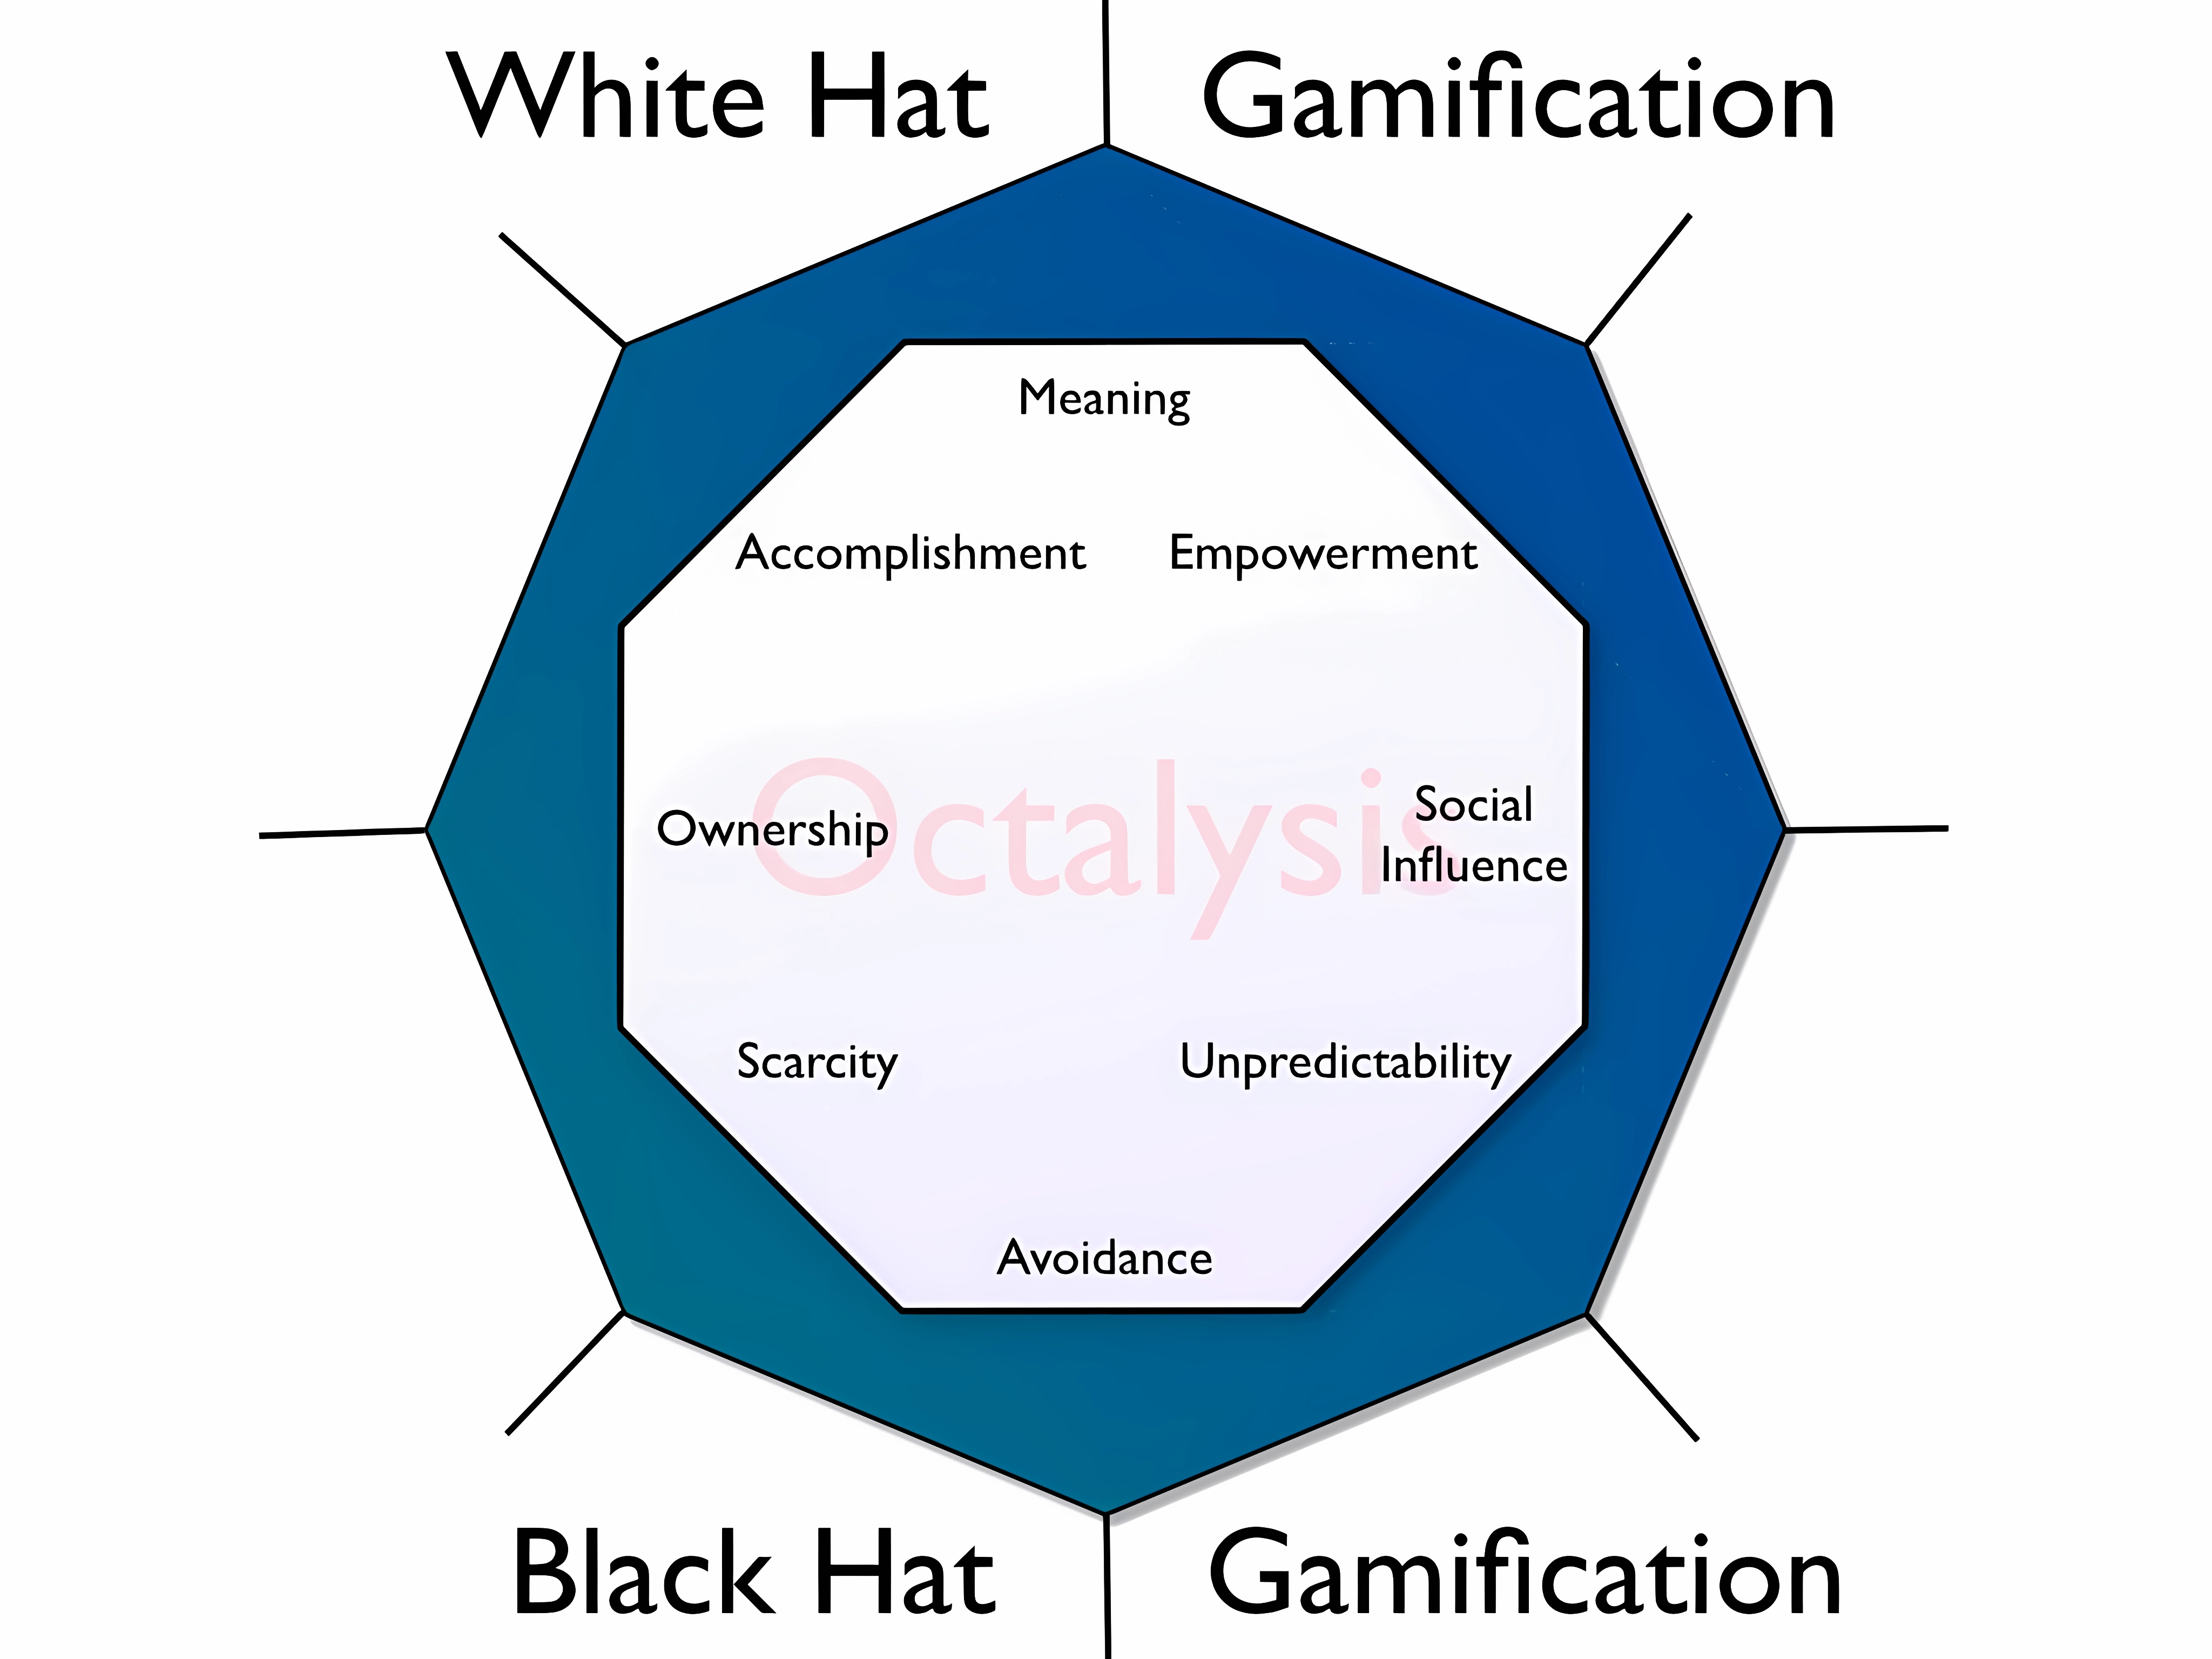 White Hat Gamification
Meaning
Accomplishment Empowerment
Octalysis
Ownership
Social
Influence
Scarcity Unpredictability
Avoidance
Black Hat Gamification